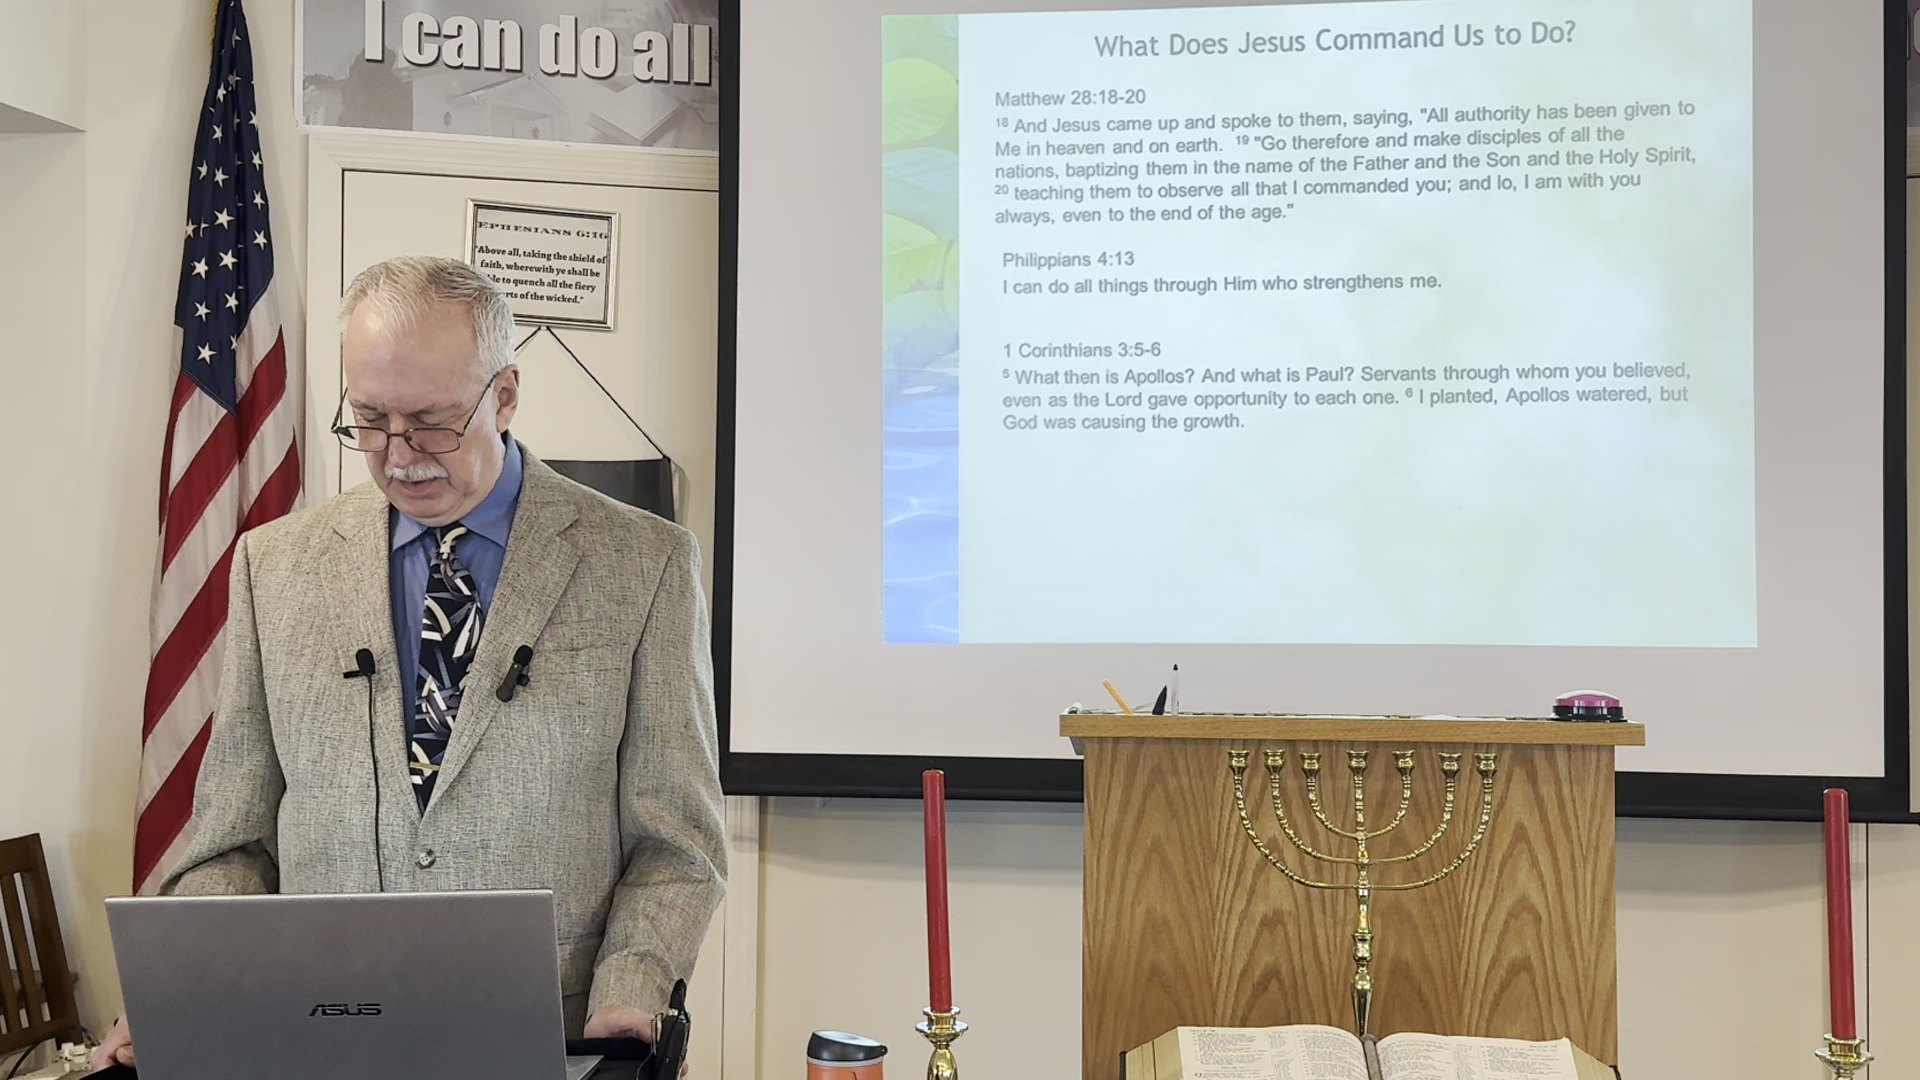 I can do all
What Does Jesus Command Us to Do?
Matthew 28:18-20
18 And Jesus came up and spoke to them, saying, "All authority has been given to
Me in heaven and on earth. 19 "Go therefore and make disciples of all the
nations, baptizing them in the name of the Father and the Son and the Holy Spirit,
20 teaching them to observe all that I commanded you; and lo, I am with you
always, even to the end of the age."
Philippians 4:13
I can do all things through Him who strengthens me.
1 Corinthians 3:5-6
5 What then is Apollos? And what is Paul? Servants through whom you believed,
even as the Lord gave opportunity to each one. 6 I planted, Apollos watered, but
God was causing the growth.
EPHESIANS 6:16
"Above all, taking the shield of
faith, wherewith ye shall be
to quench all the fiery
of the wicked."
ASUS